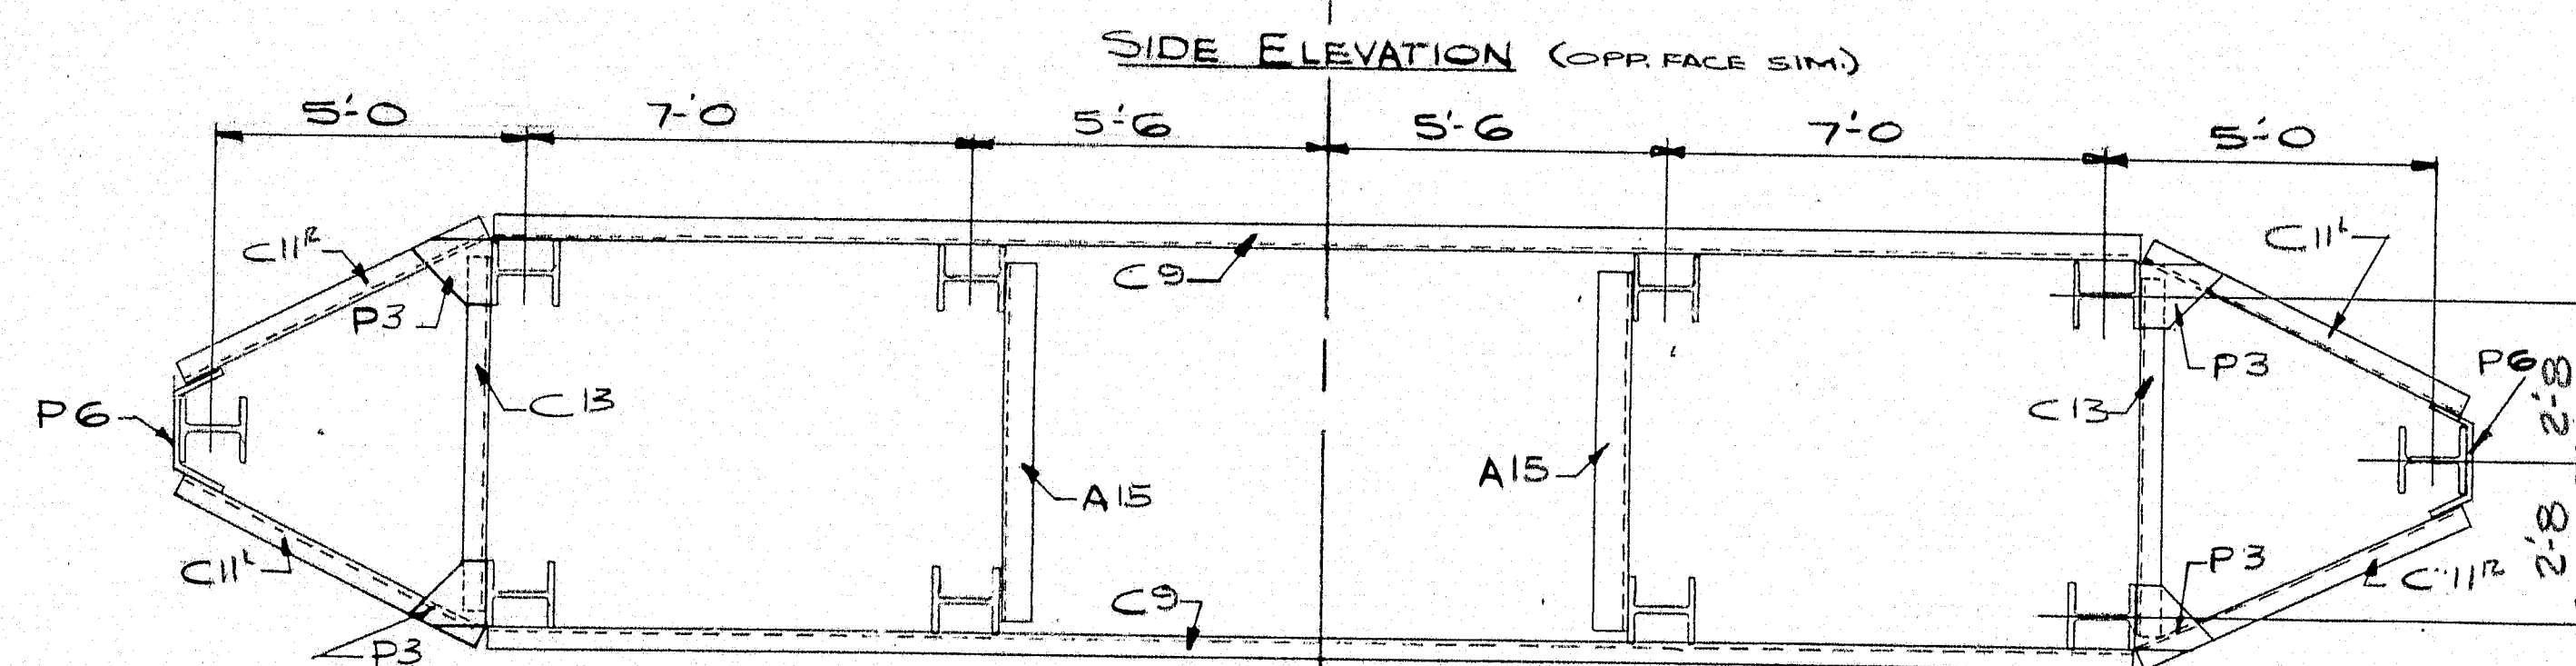 SIDE ELEVATION (OPP. FACE SIM.)
5'-0 7'-0 5'-6 5'-6 7'-0 5'-0
C11R C9 C11L
P3 P3 P6
P6 C13 C13 2'-8
A15 A15
C11L C9 P3 C11R 2'-8
P3